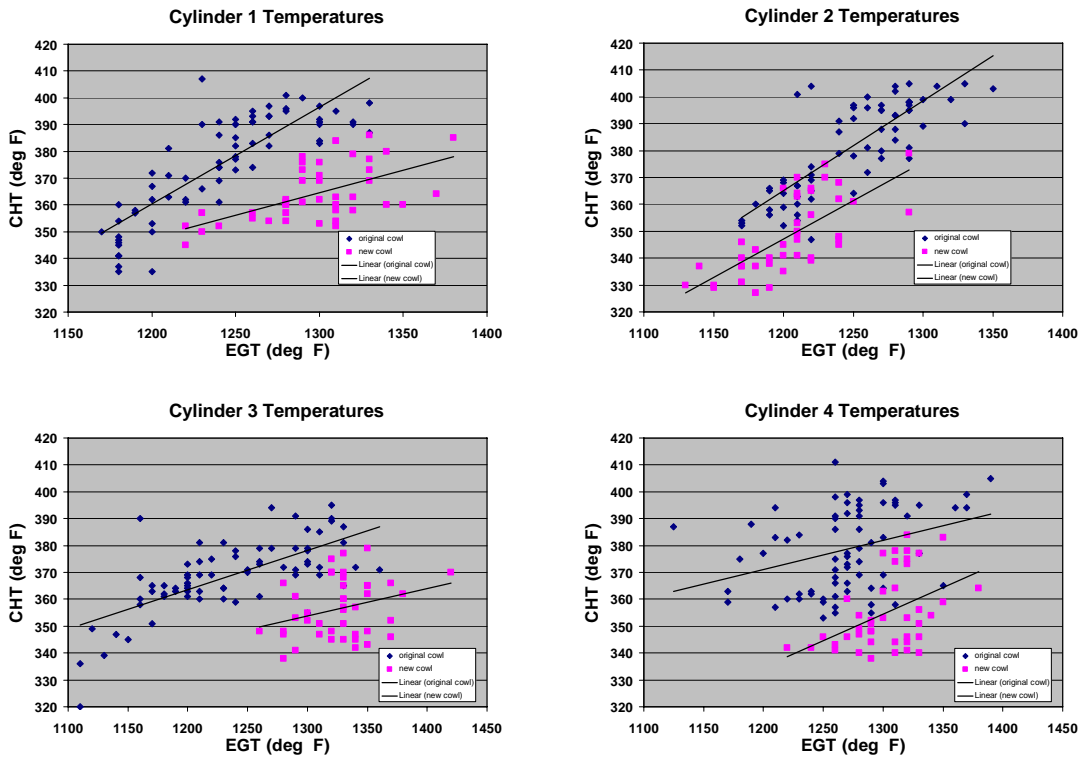 Cylinder 1 Temperatures
CHT (deg F)
420
410
400
390
380
370
360
350
340
330
320
original cowl
new cowl
Linear (original cowl)
Linear (new cowl)
1150 1200 1250 1300 1350 1400
EGT (deg F)
Cylinder 2 Temperatures
CHT (deg F)
420
410
400
390
380
370
360
350
340
330
320
original cowl
new cowl
Linear (original cowl)
Linear (new cowl)
1100 1150 1200 1250 1300 1350 1400
EGT (deg F)
Cylinder 3 Temperatures
CHT (deg F)
420
410
400
390
380
370
360
350
340
330
320
original cowl
new cowl
Linear (original cowl)
Linear (new cowl)
1100 1150 1200 1250 1300 1350 1400 1450
EGT (deg F)
Cylinder 4 Temperatures
CHT (deg F)
420
410
400
390
380
370
360
350
340
330
320
original cowl
new cowl
Linear (original cowl)
Linear (new cowl)
1100 1150 1200 1250 1300 1350 1400 1450
EGT (deg F)